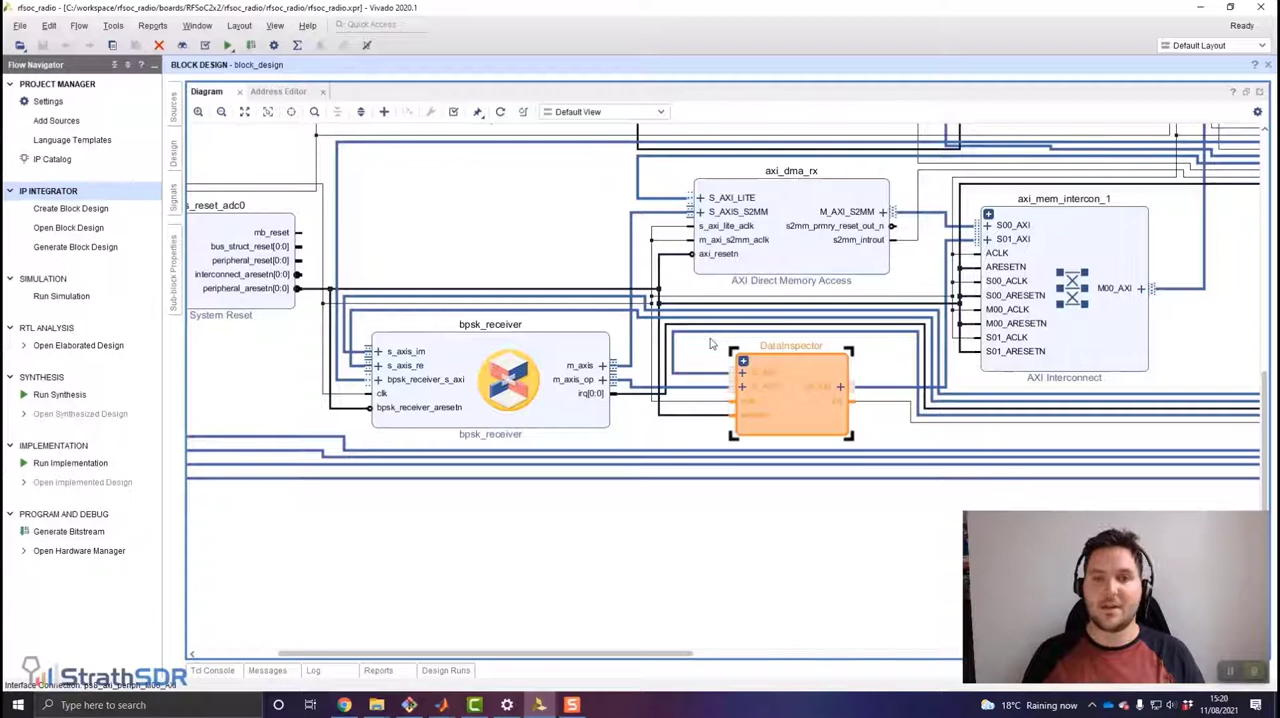 rfsoc_radio - [C:/workspace/rfsoc_radio/boards/RFSoC2x2/rfsoc_radio/rfsoc_radio/rfsoc_radio.xpr] - Vivado 2020.1
File Edit Flow Tools Reports Window Layout View Help Quick Access
Ready
Default Layout
Flow Navigator
BLOCK DESIGN - block_design
PROJECT MANAGER
Settings
Add Sources
Language Templates
IP Catalog
IP INTEGRATOR
Create Block Design
Open Block Design
Generate Block Design
SIMULATION
Run Simulation
RTL ANALYSIS
Open Elaborated Design
SYNTHESIS
Run Synthesis
Open Synthesized Design
IMPLEMENTATION
Run Implementation
Open Implemented Design
PROGRAM AND DEBUG
Generate Bitstream
Open Hardware Manager
Sources
Design
Signals
Sub-block Properties
Diagram
Address Editor
Default View
s_reset_adc0
mb_reset
bus_struct_reset[0:0]
peripheral_reset[0:0]
interconnect_aresetn[0:0]
peripheral_aresetn[0:0]
System Reset
bpsk_receiver
s_axis_im
s_axis_re
bpsk_receiver_s_axi
clk
bpsk_receiver_aresetn
m_axis
m_axis_op
irq[0:0]
bpsk_receiver
axi_dma_rx
S_AXI_LITE
S_AXIS_S2MM
s_axi_lite_aclk
m_axi_s2mm_aclk
axi_resetn
M_AXI_S2MM
s2mm_prmry_reset_out_n
s2mm_introut
AXI Direct Memory Access
DataInspector
axi_mem_intercon_1
S00_AXI
S01_AXI
ACLK
ARESETN
S00_ACLK
S00_ARESETN
M00_ACLK
M00_ARESETN
S01_ACLK
S01_ARESETN
M00_AXI
AXI Interconnect
StrathSDR
Tcl Console Messages Log Reports Design Runs
Type here to search
18°C Raining now
15:20
11/08/2021